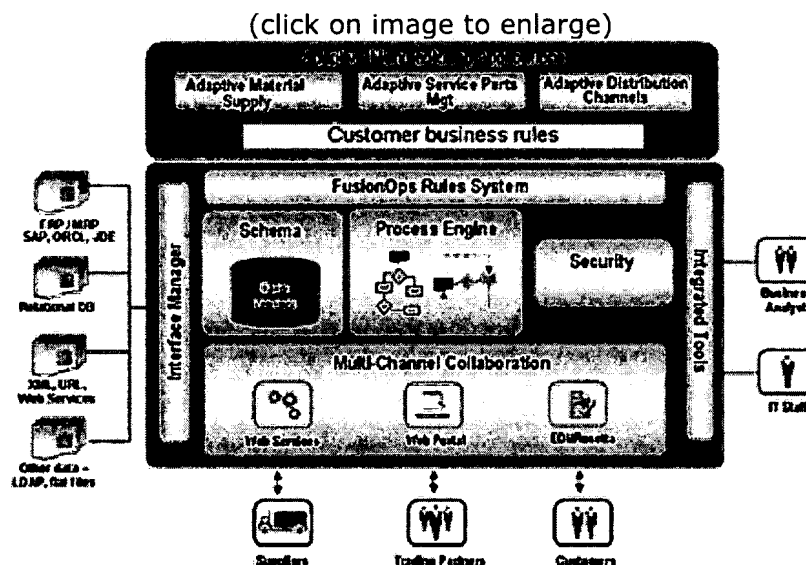 (click on image to enlarge)
Adaptive Material
Supply
Adaptive Service Parts
Mgt
Adaptive Distribution
Channels
Customer business rules
FusionOps Rules System
Interface Manager
Schema
Process Engine
Security
Integrated Tools
Multi-Channel Collaboration
Web Services
Web Portal
ERP / MRP
SAP, ORCL, JDE
Relational DB
XML, URL,
Web Services
Other data –
LDAP, flat files
Business
Analyst
IT Staff
Suppliers
Trading Partners
Customers